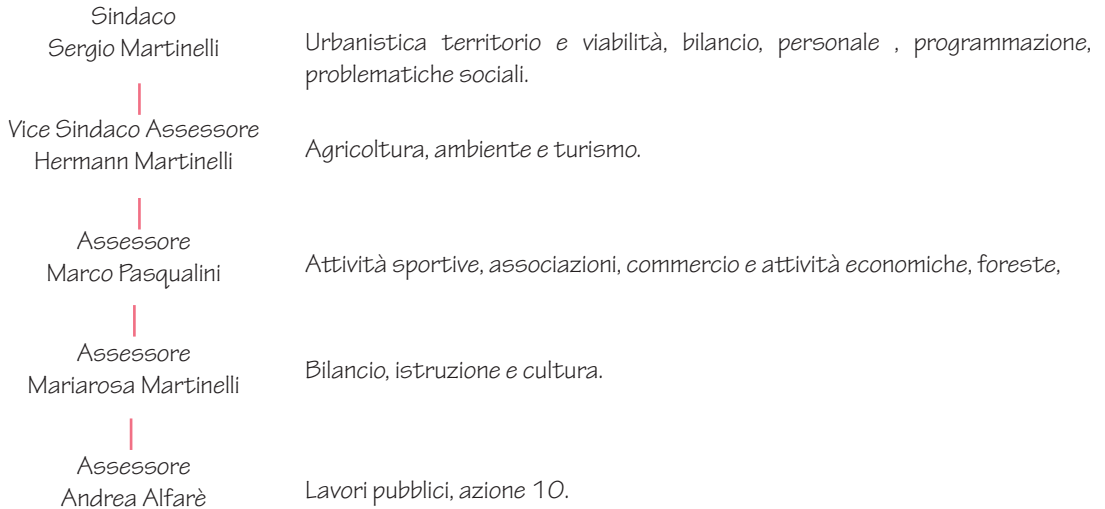 Sindaco
Sergio Martinelli
Urbanistica territorio e viabilità, bilancio, personale , programmazione,
problematiche sociali.
Vice Sindaco Assessore
Hermann Martinelli
Agricoltura, ambiente e turismo.
Assessore
Marco Pasqualini
Attività sportive, associazioni, commercio e attività economiche, foreste,
Assessore
Mariarosa Martinelli
Bilancio, istruzione e cultura.
Assessore
Andrea Alfarè
Lavori pubblici, azione 10.